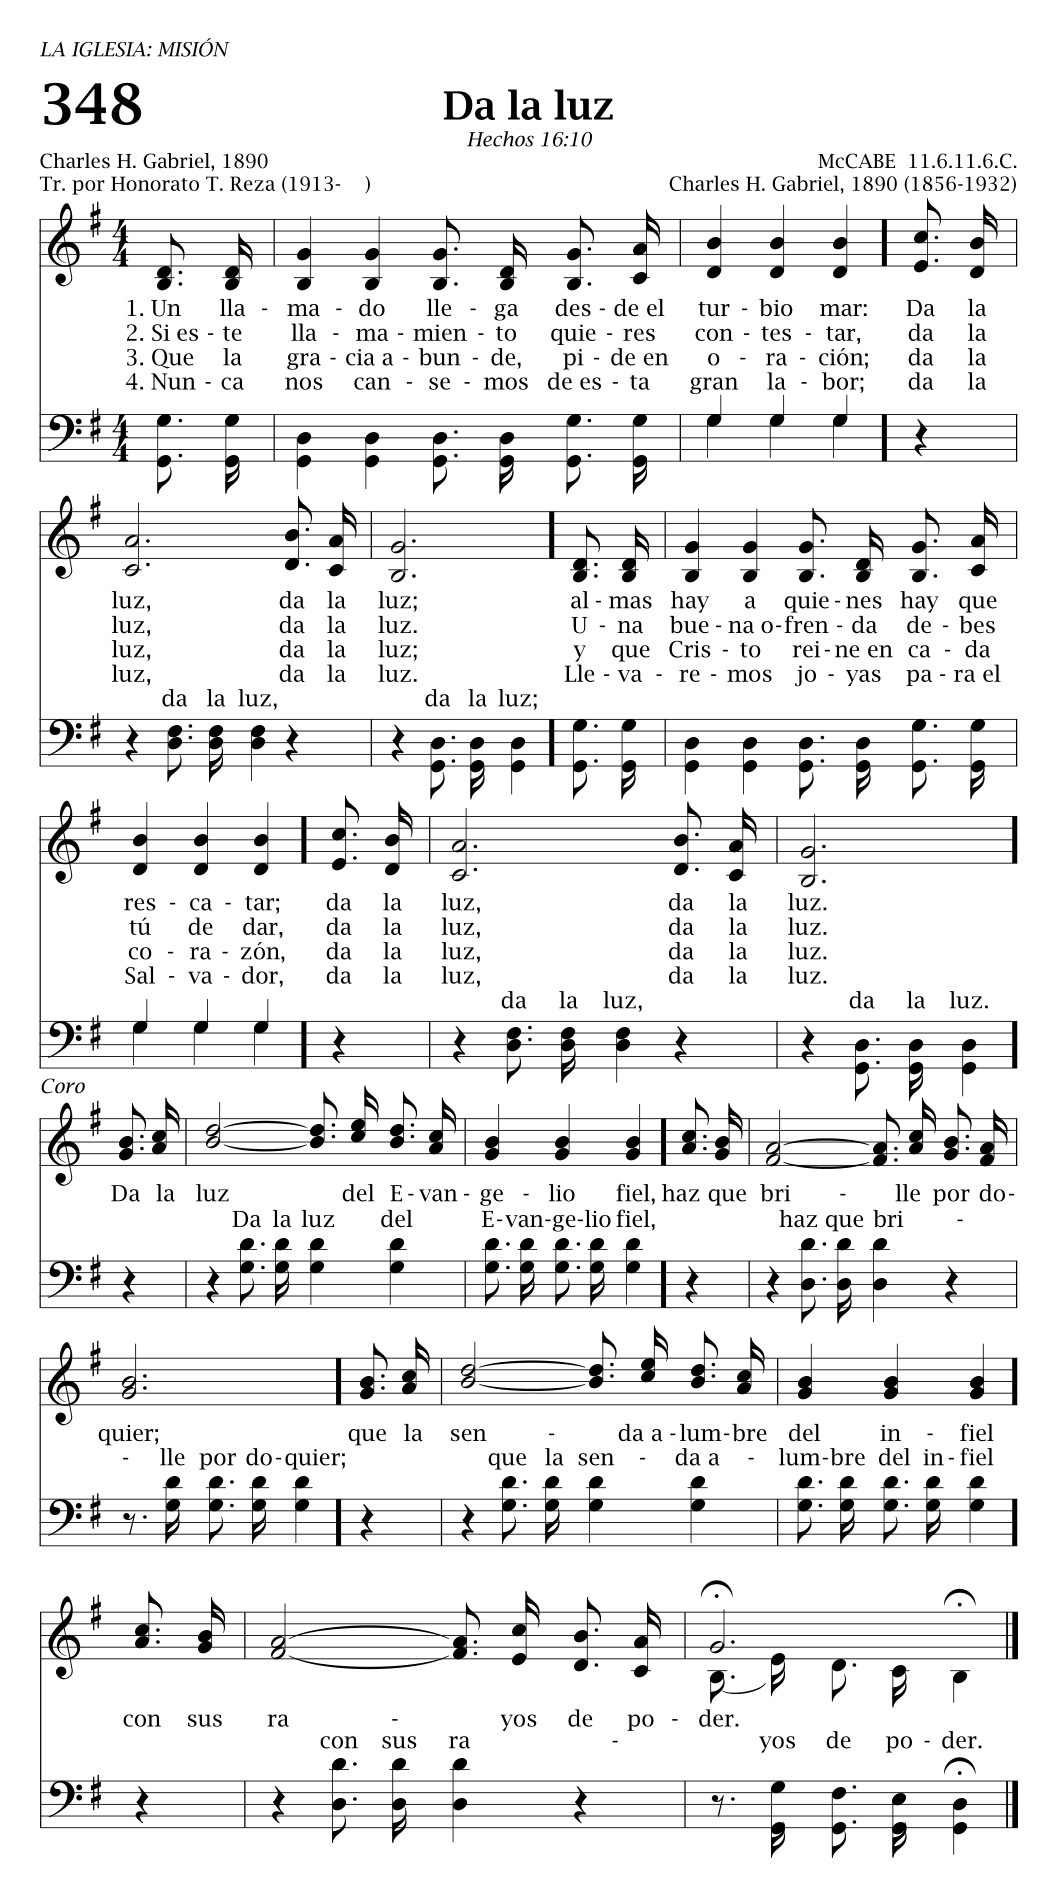 LA IGLESIA: MISIÓN
348
Da la luz
Hechos 16:10
Charles H. Gabriel, 1890
McCABE 11.6.11.6.C.
Tr. por Honorato T. Reza (1913- )
Charles H. Gabriel, 1890 (1856-1932)
4 4
1. Un lla - ma - do lle - ga des - de el tur - bio mar: Da la
2. Si es - te lla - ma - mien - to quie - res con - tes - tar, da la
3. Que la gra - cia a - bun - de, pi - de en o - ra - ción; da la
4. Nun - ca nos can - se - mos de es - ta gran la - bor; da la
4 4
luz, da la luz; al - mas hay a quie - nes hay que
luz, da la luz. U - na bue - na o - fren - da de - bes
luz, da la luz; y que Cris - to rei - ne en ca - da
luz, da la luz. Lle - va - re - mos jo - yas pa - ra el
da la luz, da la luz;
res - ca - tar; da la luz, da la luz.
tú de dar, da la luz, da la luz.
co - ra - zón, da la luz, da la luz.
Sal - va - dor, da la luz, da la luz.
da la luz, da la luz.
Coro
Da la luz del E - van - ge - lio fiel, haz que bri - lle por do -
Da la luz del E - van - ge - lio fiel, haz que bri -
quier; que la sen - da a - lum - bre del in - fiel
- lle por do - quier; que la sen - da a - lum - bre del in - fiel
con sus ra - yos de po - der.
con sus ra - yos de po - der.